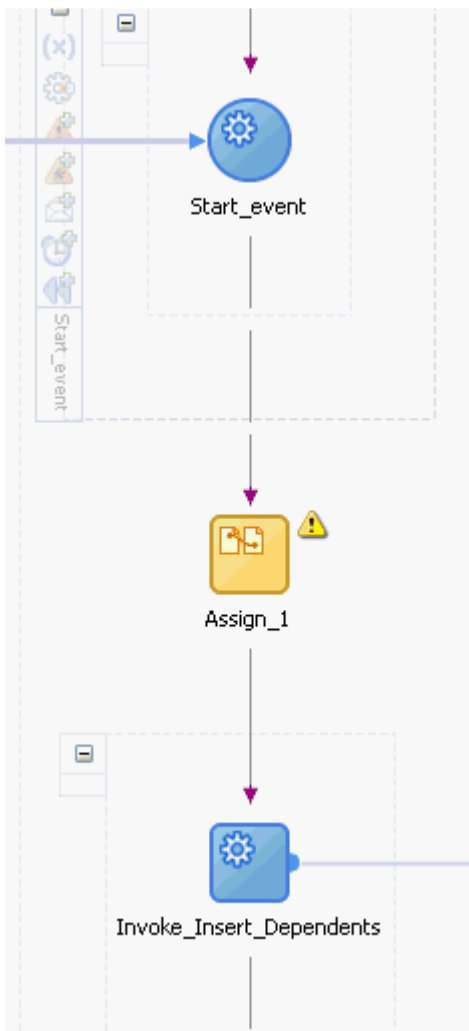 (x)
Start_event
Start_event
Assign_1
Invoke_Insert_Dependents